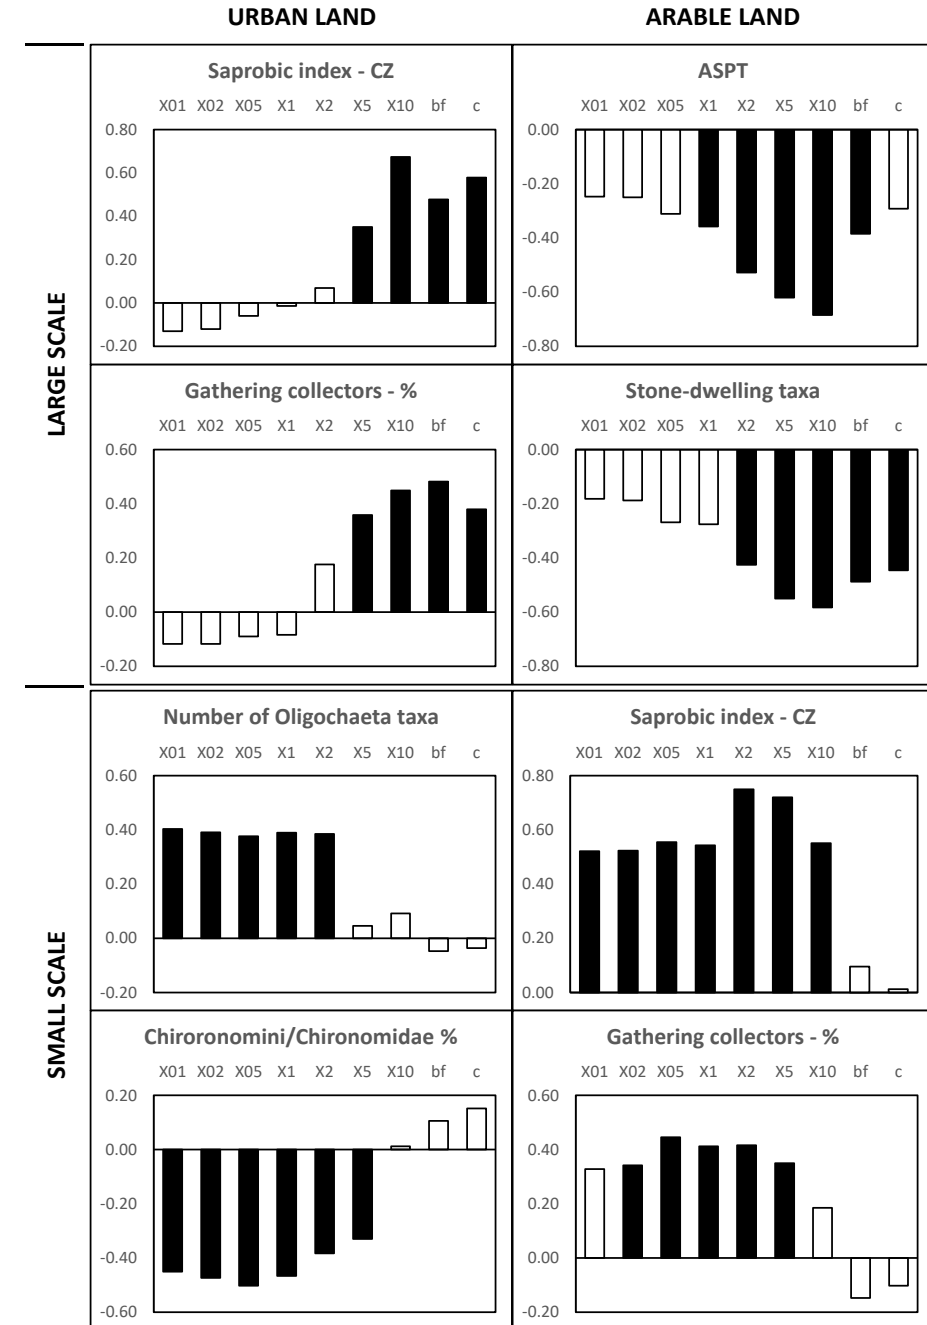 URBAN LAND
ARABLE LAND
LARGE SCALE
Saprobic index - CZ
X01 X02 X05 X1 X2 X5 X10 bf c
0.80
0.60
0.40
0.20
0.00
-0.20
ASPT
X01 X02 X05 X1 X2 X5 X10 bf c
0.00
-0.20
-0.40
-0.60
-0.80
Gathering collectors - %
X01 X02 X05 X1 X2 X5 X10 bf c
0.60
0.40
0.20
0.00
-0.20
Stone-dwelling taxa
X01 X02 X05 X1 X2 X5 X10 bf c
0.00
-0.20
-0.40
-0.60
-0.80
SMALL SCALE
Number of Oligochaeta taxa
X01 X02 X05 X1 X2 X5 X10 bf c
0.60
0.40
0.20
0.00
-0.20
Saprobic index - CZ
X01 X02 X05 X1 X2 X5 X10 bf c
0.80
0.60
0.40
0.20
0.00
Chiroronomini/Chironomidae %
X01 X02 X05 X1 X2 X5 X10 bf c
0.20
0.00
-0.20
-0.40
-0.60
Gathering collectors - %
X01 X02 X05 X1 X2 X5 X10 bf c
0.60
0.40
0.20
0.00
-0.20